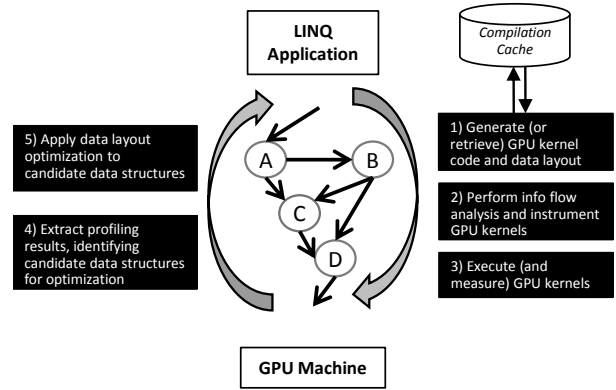 LINQ
Application
Compilation
Cache
1) Generate (or
retrieve) GPU kernel
code and data layout
2) Perform info flow
analysis and instrument
GPU kernels
3) Execute (and
measure) GPU kernels
5) Apply data layout
optimization to
candidate data structures
4) Extract profiling
results, identifying
candidate data structures
for optimization
A
B
C
D
GPU Machine